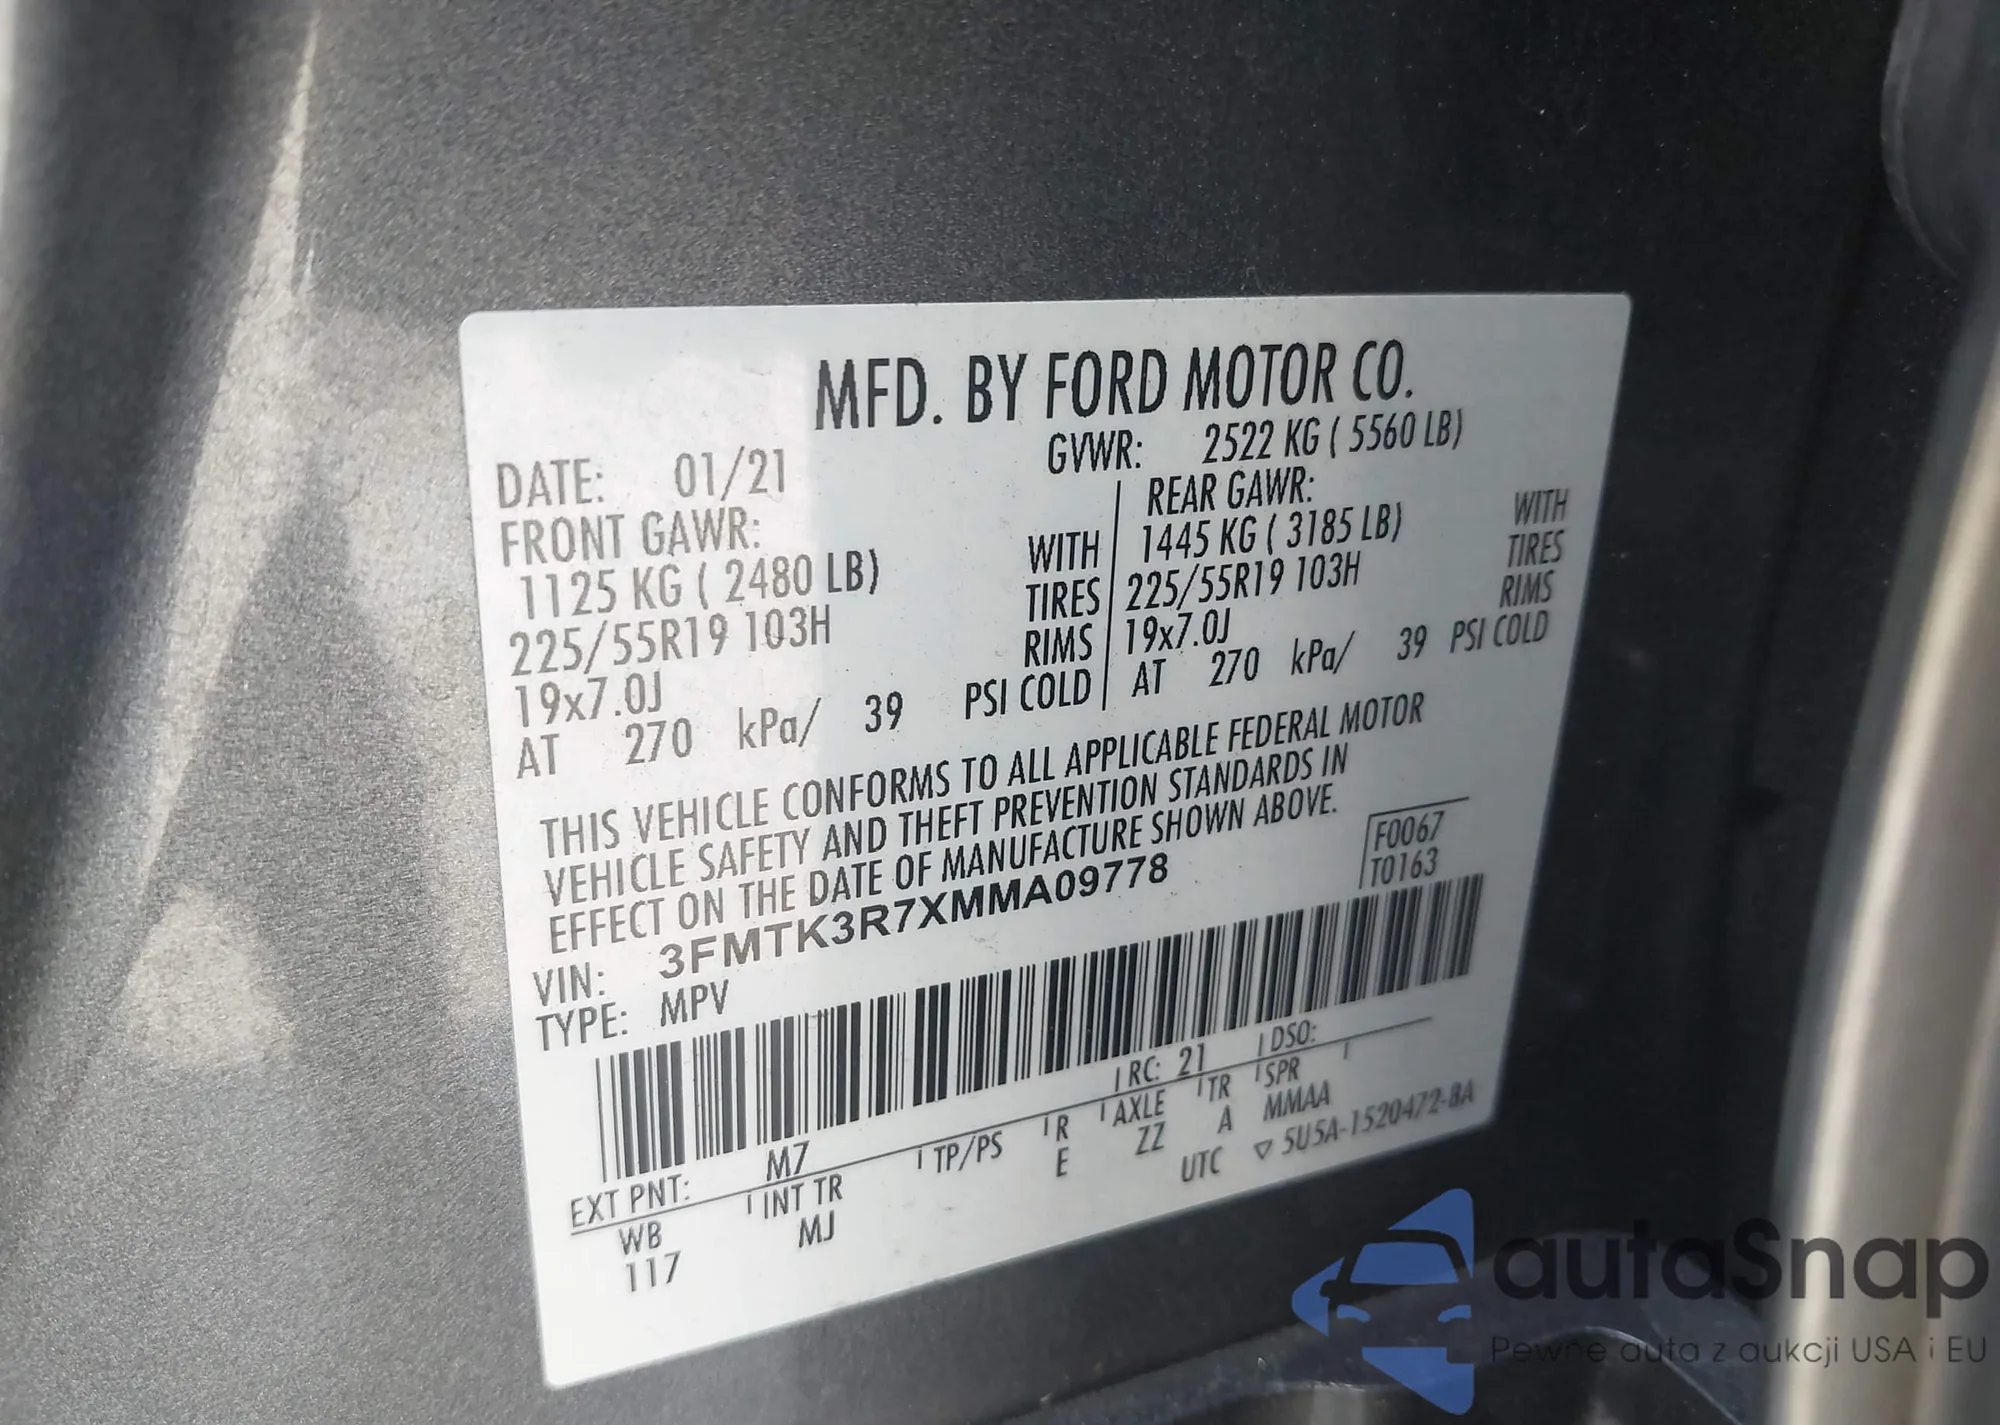 MFD. BY FORD MOTOR CO.
DATE: 01/21 GVWR: 2522 KG ( 5560 LB)
FRONT GAWR: REAR GAWR:
1125 KG ( 2480 LB) WITH 1445 KG ( 3185 LB) WITH
225/55R19 103H TIRES 225/55R19 103H TIRES
19x7.0J RIMS 19x7.0J RIMS
AT 270 kPa/ 39 PSI COLD AT 270 kPa/ 39 PSI COLD
THIS VEHICLE CONFORMS TO ALL APPLICABLE FEDERAL MOTOR
VEHICLE SAFETY AND THEFT PREVENTION STANDARDS IN
EFFECT ON THE DATE OF MANUFACTURE SHOWN ABOVE.
VIN: 3FMTK3R7XMMA09778 F0067
TYPE: MPV T0163
EXT PNT: M7 RC: 21 DSO:
WB INT TR TP/PS R AXLE TR SPR
117 MJ E ZZ A MMAA
UTC ▽ 5U5A-1520472-BA
autaSnap
Pewne auta z aukcji USA i EU